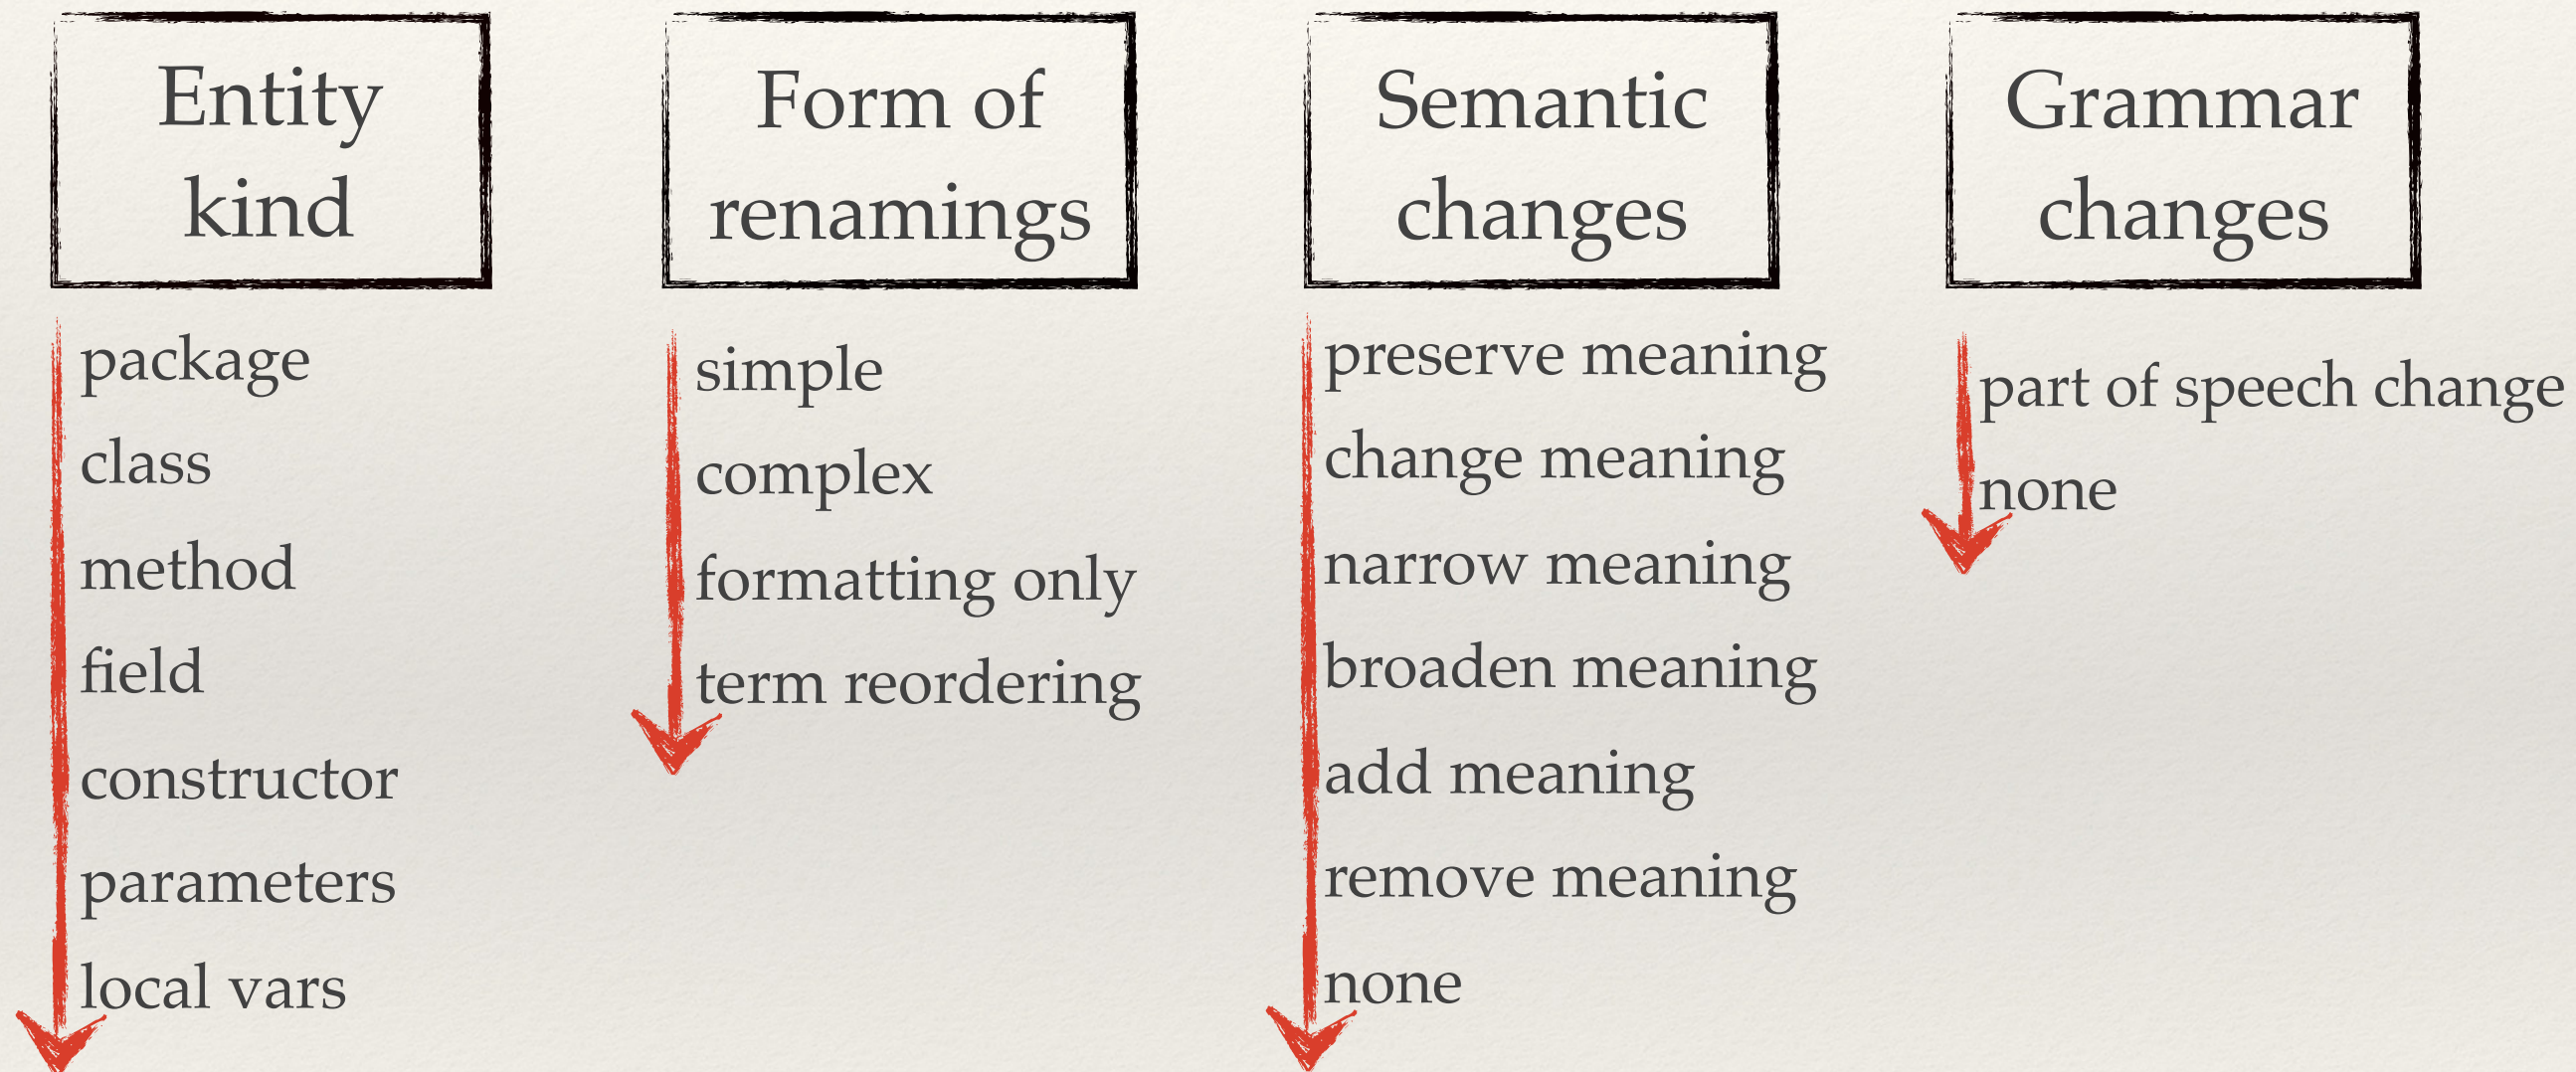 Entity
kind
package
class
method
field
constructor
parameters
local vars
Form of
renamings
simple
complex
formatting only
term reordering
Semantic
changes
preserve meaning
change meaning
narrow meaning
broaden meaning
add meaning
remove meaning
none
Grammar
changes
part of speech change
none